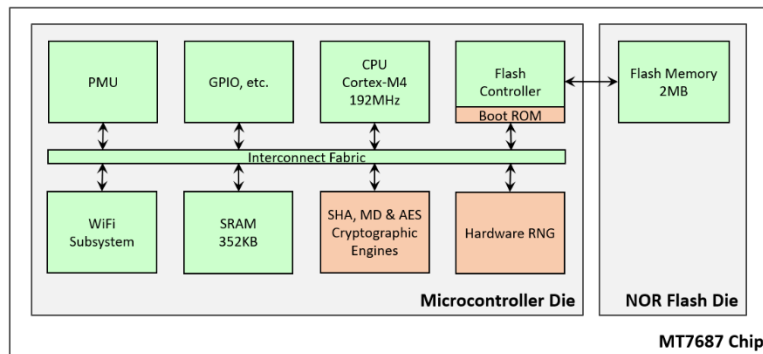 PMU
GPIO, etc.
CPU
Cortex-M4
192MHz
Flash
Controller
Boot ROM
Flash Memory
2MB
Interconnect Fabric
WiFi
Subsystem
SRAM
352KB
SHA, MD & AES
Cryptographic
Engines
Hardware RNG
Microcontroller Die
NOR Flash Die
MT7687 Chip